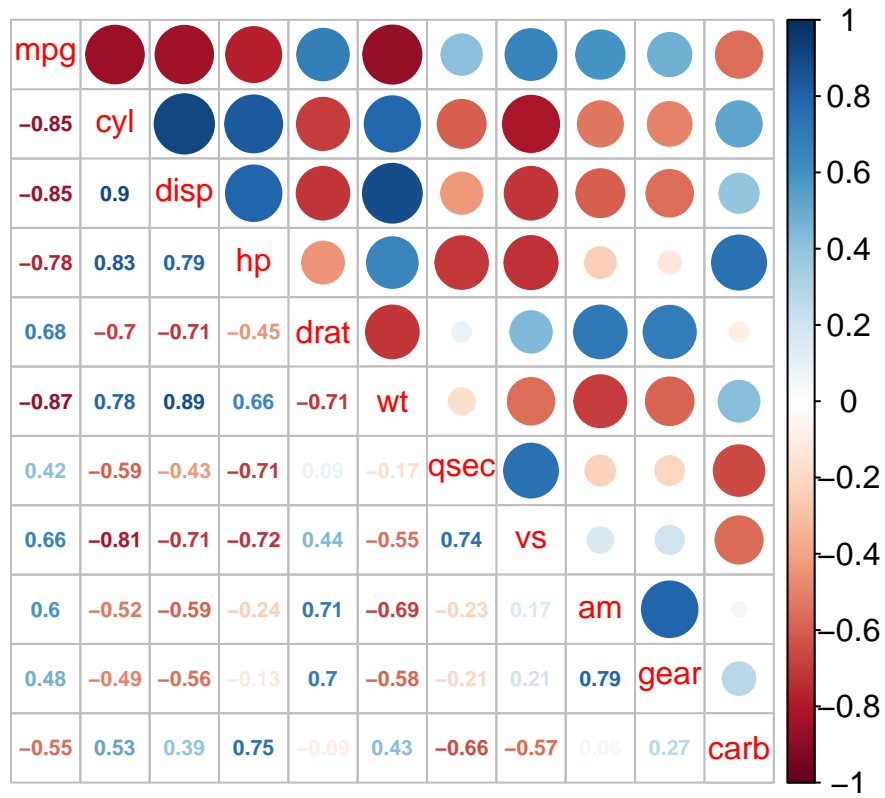 mpg
−0.85 cyl
−0.85 0.9 disp
−0.78 0.83 0.79 hp
0.68 −0.7 −0.71 −0.45 drat
−0.87 0.78 0.89 0.66 −0.71 wt
0.42 −0.59 −0.43 −0.71 0.09 −0.17 qsec
0.66 −0.81 −0.71 −0.72 0.44 −0.55 0.74 vs
0.6 −0.52 −0.59 −0.24 0.71 −0.69 −0.23 0.17 am
0.48 −0.49 −0.56 −0.13 0.7 −0.58 −0.21 0.21 0.79 gear
−0.55 0.53 0.39 0.75 −0.09 0.43 −0.66 −0.57 0.06 0.27 carb
1
0.8
0.6
0.4
0.2
0
−0.2
−0.4
−0.6
−0.8
−1